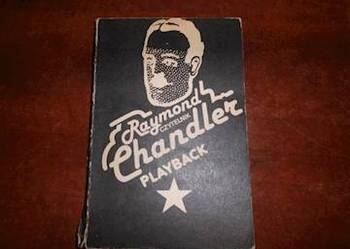 Raymond
CZYTELNIK
Chandler
PLAYBACK